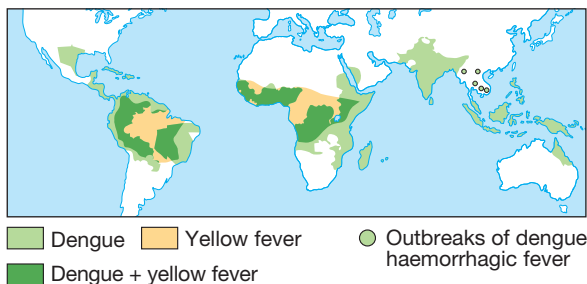 Dengue
Yellow fever
Outbreaks of dengue
haemorrhagic fever
Dengue + yellow fever